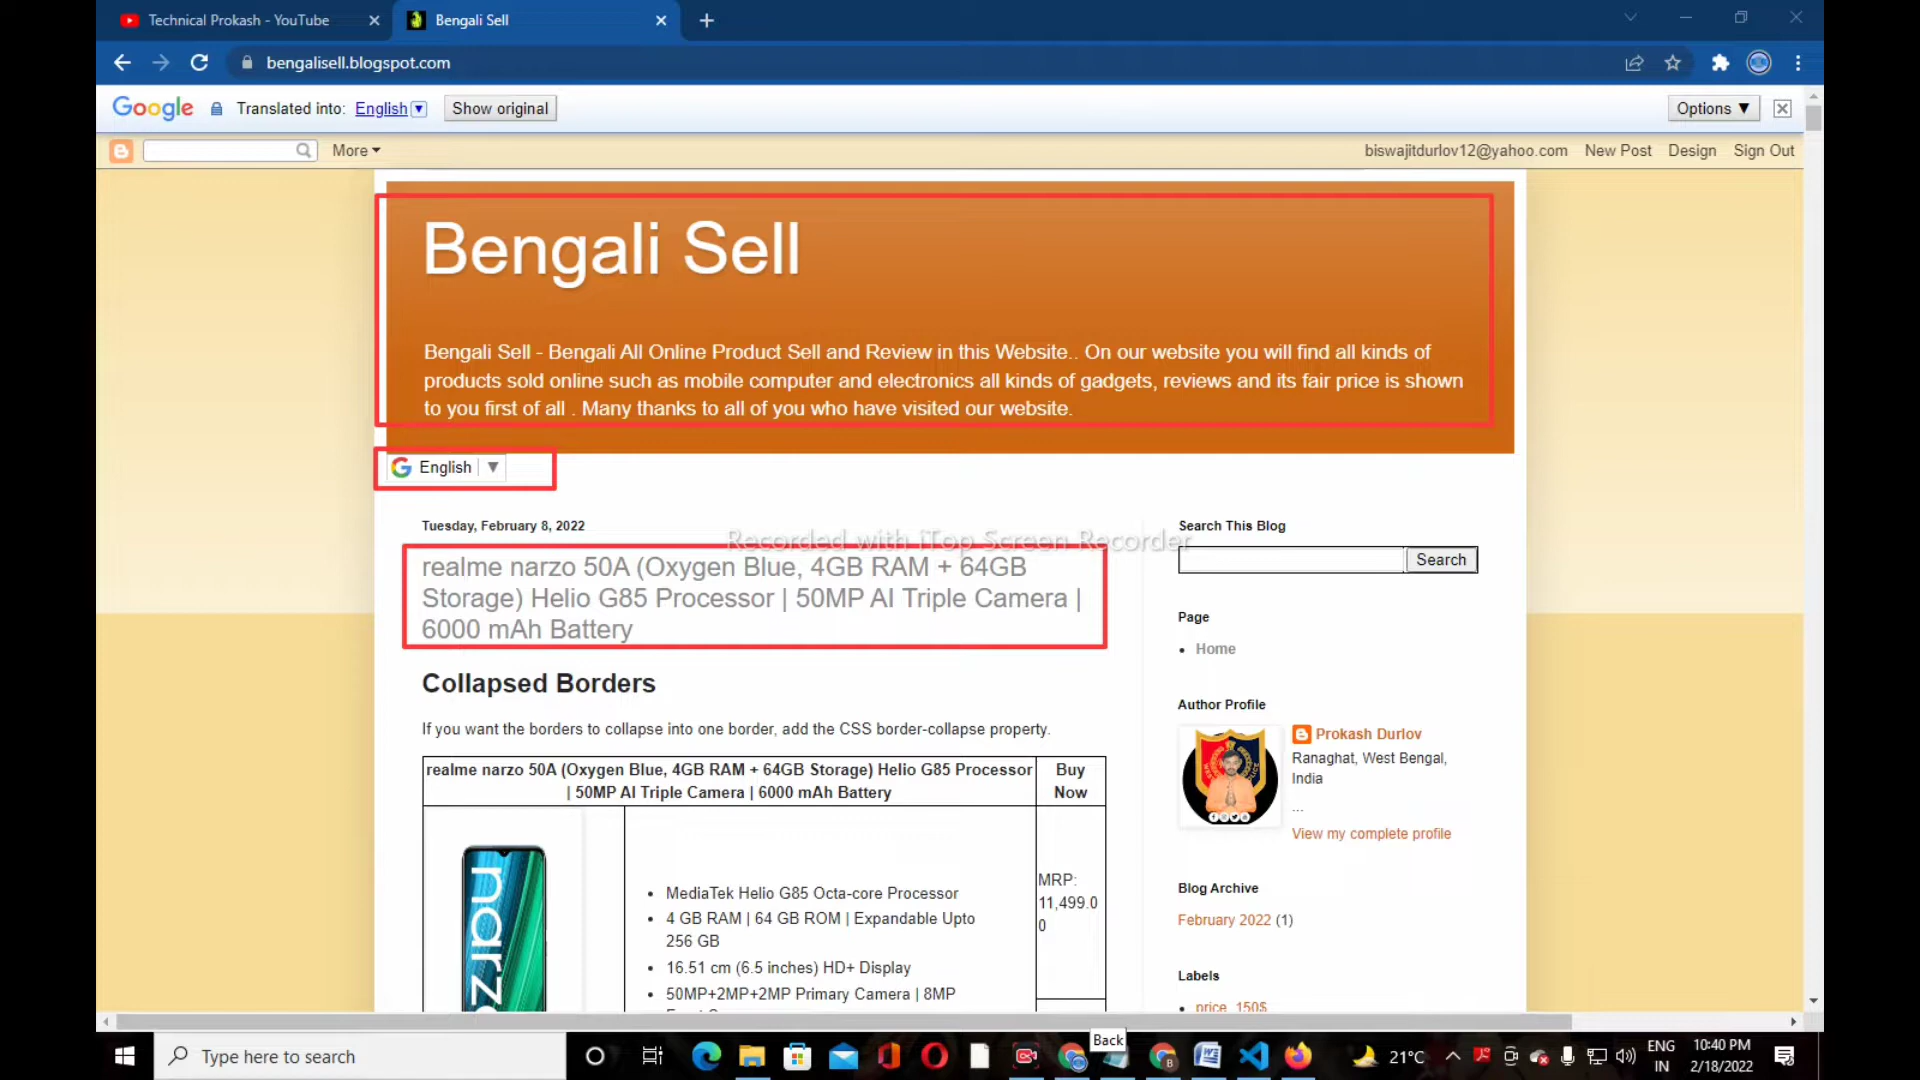 Technical Prokash - YouTube
Bengali Sell
bengalisell.blogspot.com
Google Translated into: English Show original Options ▼
More biswajitdurlov12@yahoo.com New Post Design Sign Out
Bengali Sell
Bengali Sell - Bengali All Online Product Sell and Review in this Website.. On our website you will find all kinds of
products sold online such as mobile computer and electronics all kinds of gadgets, reviews and its fair price is shown
to you first of all . Many thanks to all of you who have visited our website.
English ▼
Tuesday, February 8, 2022
Recorded with iTop Screen Recorder
realme narzo 50A (Oxygen Blue, 4GB RAM + 64GB
Storage) Helio G85 Processor | 50MP AI Triple Camera |
6000 mAh Battery
Collapsed Borders
If you want the borders to collapse into one border, add the CSS border-collapse property.
realme narzo 50A (Oxygen Blue, 4GB RAM + 64GB Storage) Helio G85 Processor
| 50MP AI Triple Camera | 6000 mAh Battery
Buy
Now
narz
MediaTek Helio G85 Octa-core Processor
4 GB RAM | 64 GB ROM | Expandable Upto
256 GB
16.51 cm (6.5 inches) HD+ Display
50MP+2MP+2MP Primary Camera | 8MP
MRP:
11,499.0
0
Search This Blog
Search
Page
Home
Author Profile
Prokash Durlov
Ranaghat, West Bengal,
India
...
View my complete profile
Blog Archive
February 2022 (1)
Labels
price_150$
Back
Type here to search
21°C
ENG
IN
10:40 PM
2/18/2022